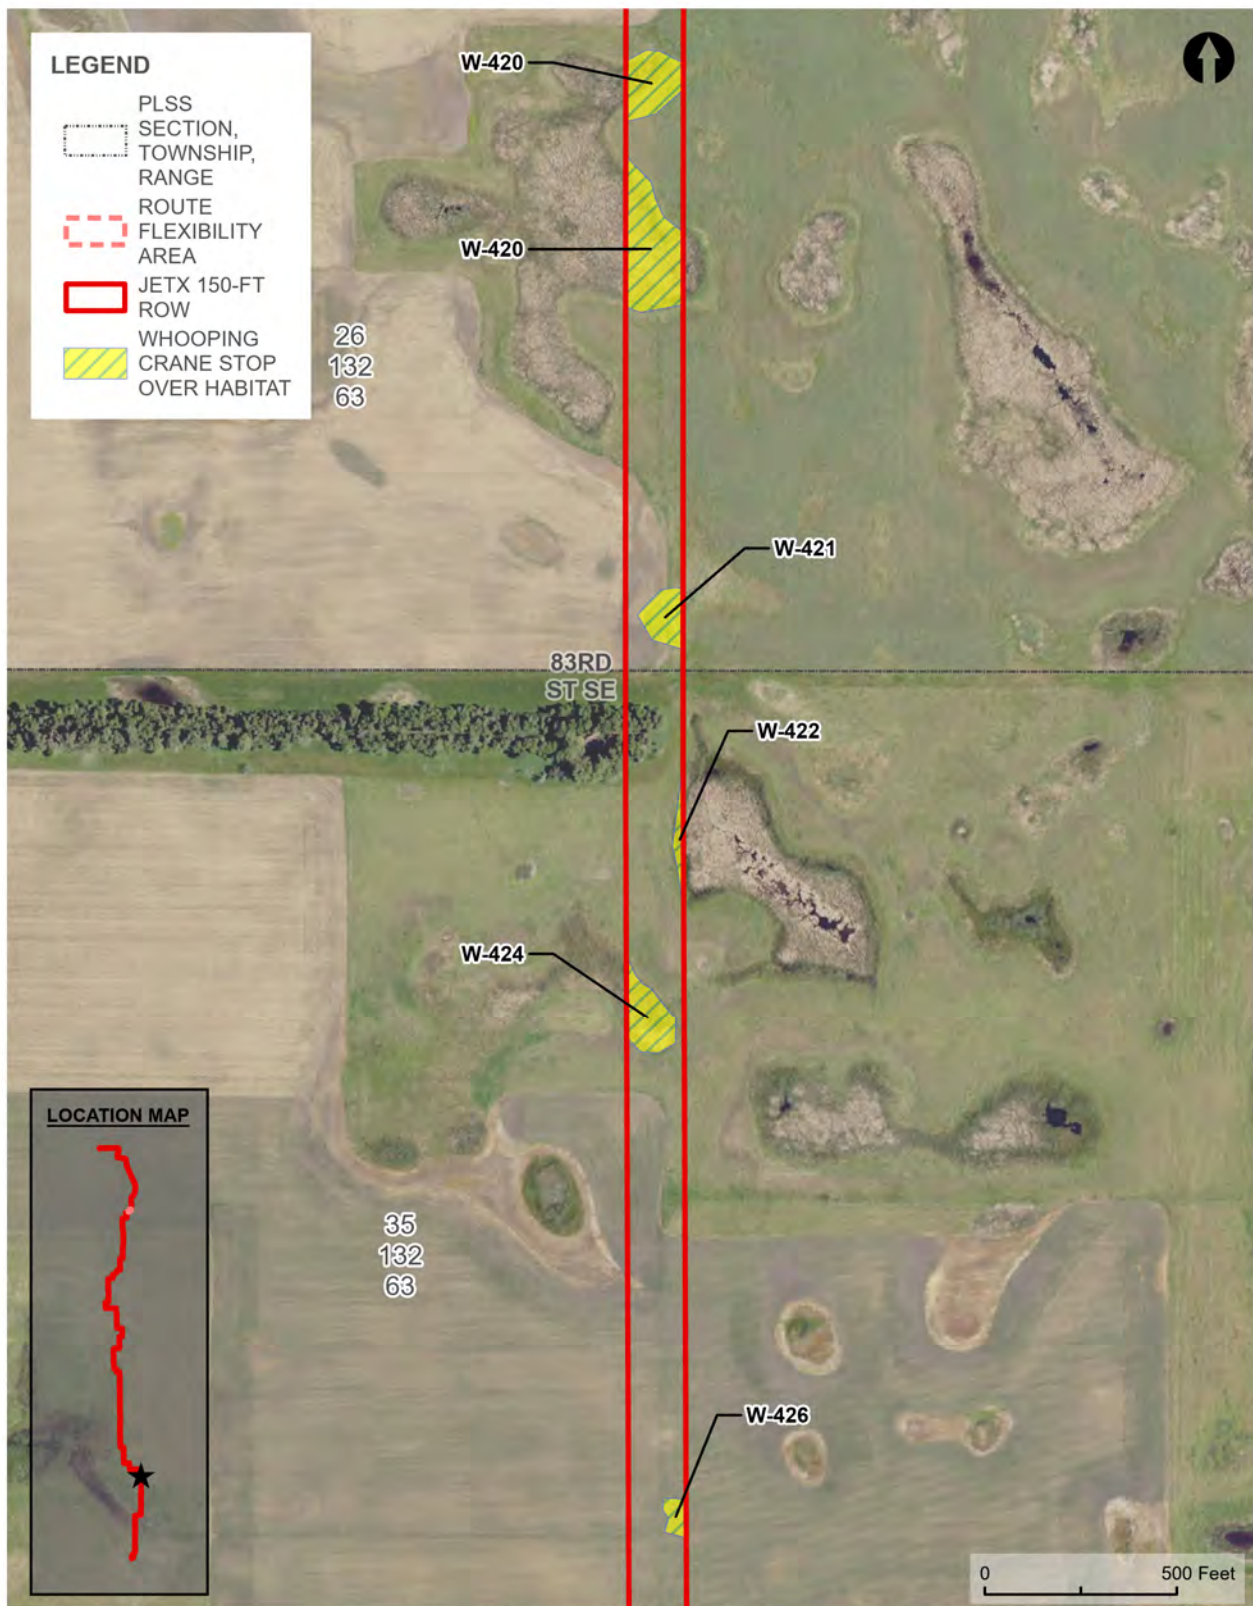 LEGEND
PLSS
SECTION,
TOWNSHIP,
RANGE
ROUTE
FLEXIBILITY
AREA
JETX 150-FT
ROW
WHOOPING
CRANE STOP
OVER HABITAT
W-420
W-420
26
132
63
W-421
83RD
ST SE
W-422
W-424
LOCATION MAP
35
132
63
W-426
0 500 Feet